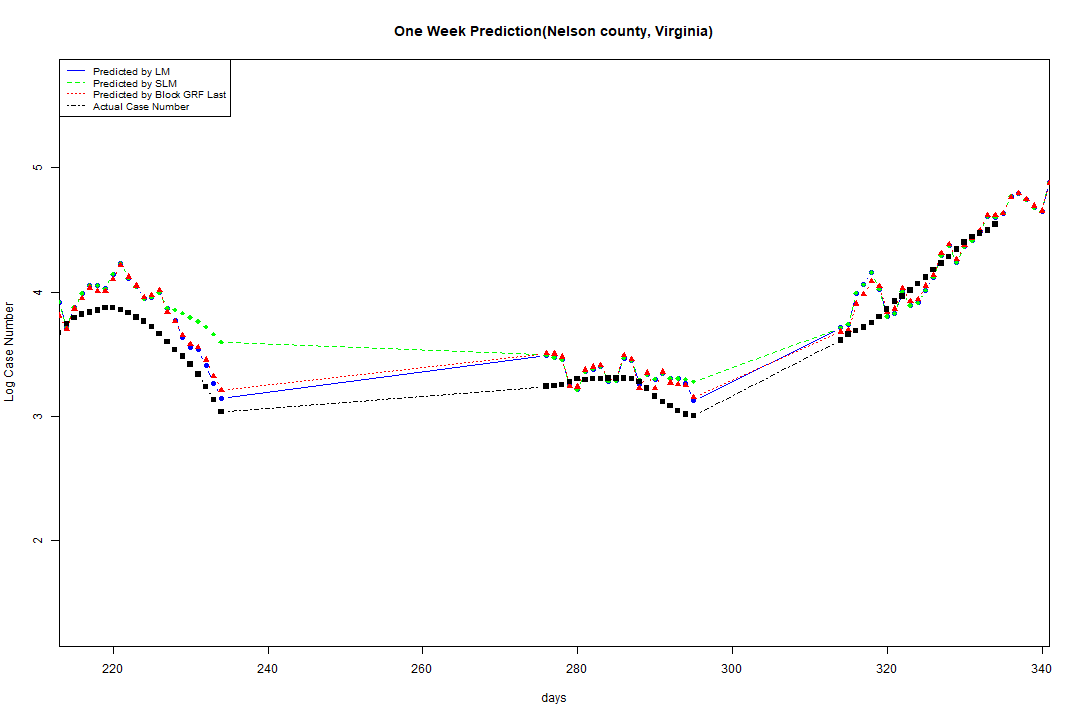 One Week Prediction(Nelson county, Virginia)
Predicted by LM
Predicted by SLM
Predicted by Block GRF Last
Actual Case Number
5
4
3
2
Log Case Number
220 240 260 280 300 320 340
days